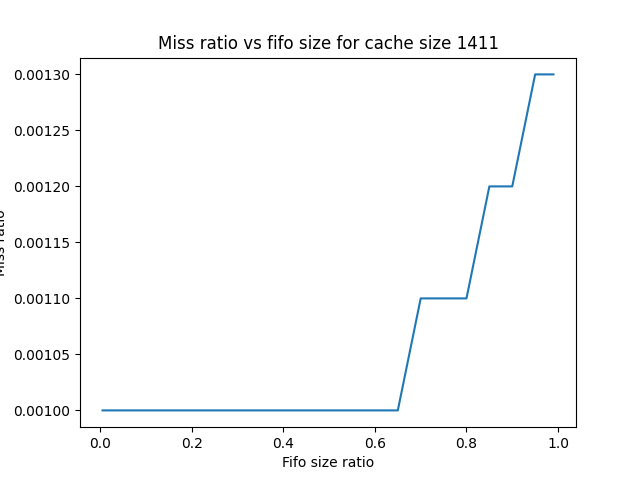 Miss ratio vs fifo size for cache size 1411
0.00130
0.00125
0.00120
0.00115
0.00110
0.00105
0.00100
Miss ratio
0.0 0.2 0.4 0.6 0.8 1.0
Fifo size ratio